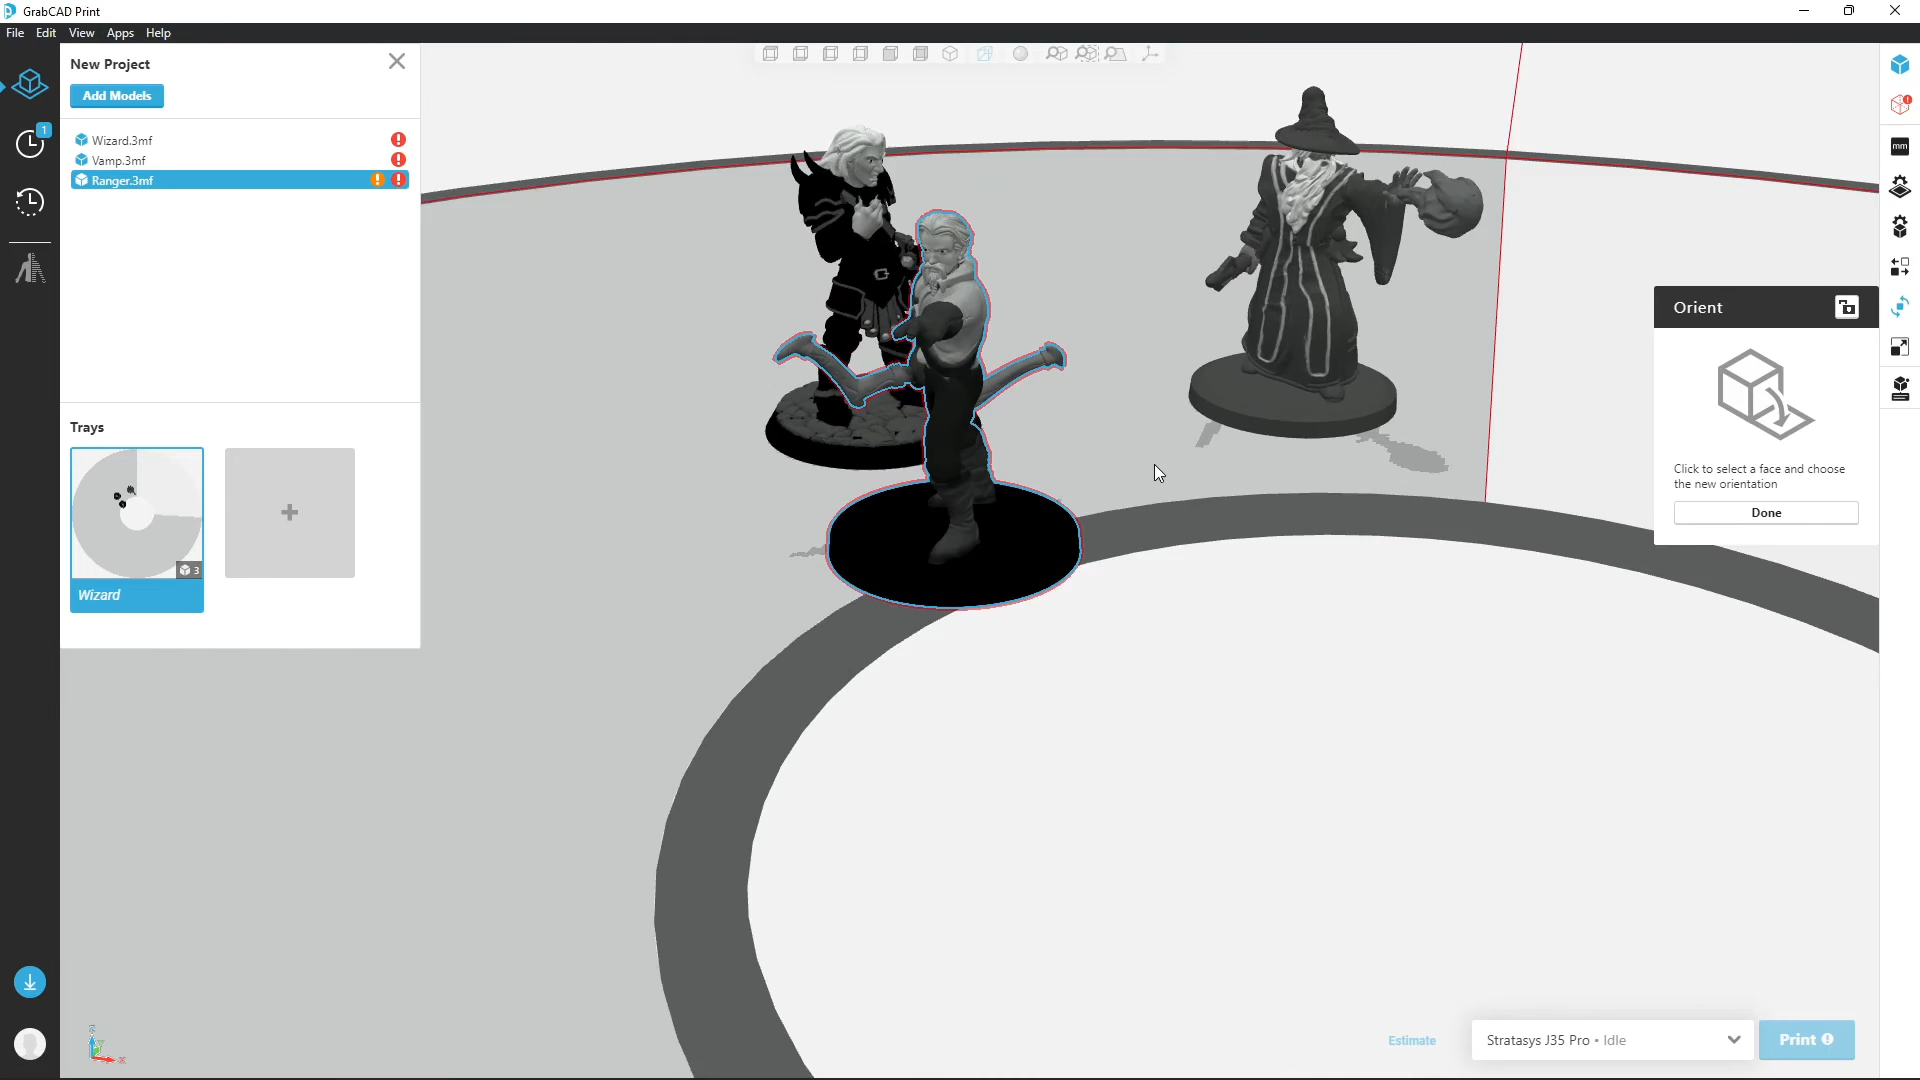 GrabCAD Print
File Edit View Apps Help
New Project
Add Models
1
Wizard.3mf
Vamp.3mf
Ranger.3mf
mm
Orient
Click to select a face and choose
the new orientation
Done
Trays
+
3
Wizard
Estimate
Stratasys J35 Pro • Idle
Print